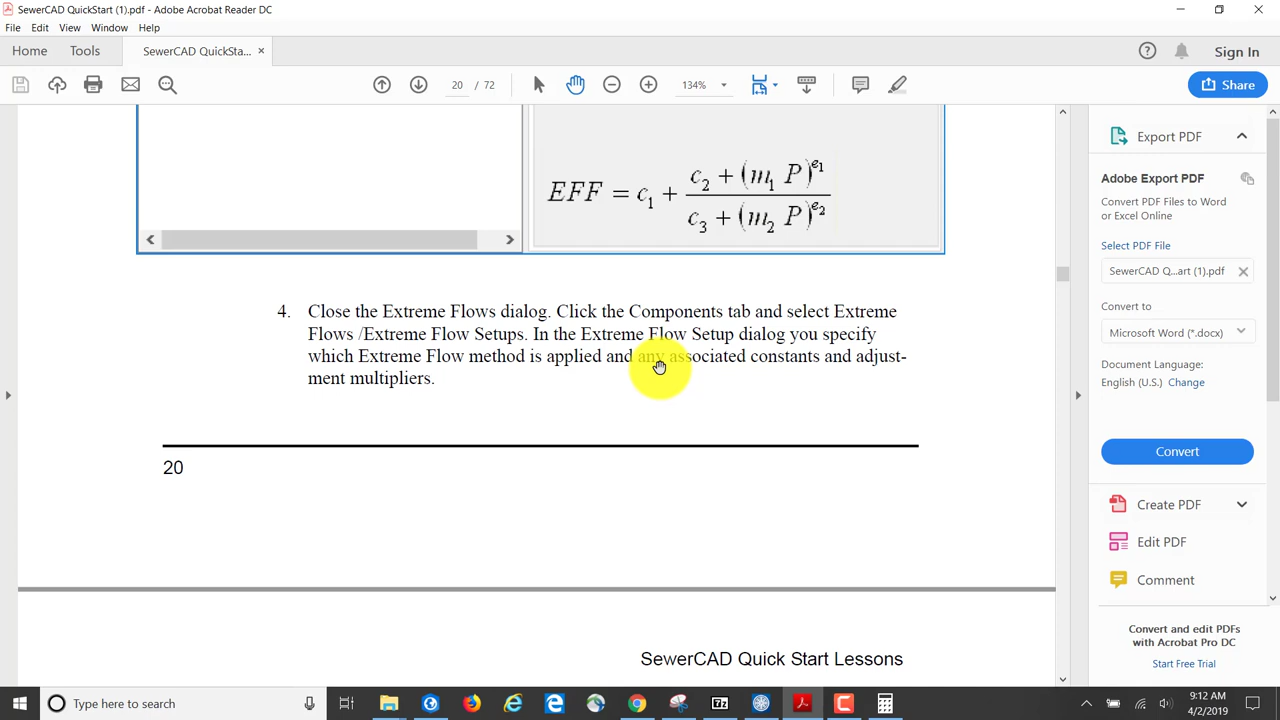 SewerCAD QuickStart (1).pdf - Adobe Acrobat Reader DC
File Edit View Window Help
Home Tools SewerCAD QuickSta... × Sign In
20 / 72 134% Share
EFF = c1 + (c2 + (m1 P)^e1) / (c3 + (m2 P)^e2)
4. Close the Extreme Flows dialog. Click the Components tab and select Extreme
Flows /Extreme Flow Setups. In the Extreme Flow Setup dialog you specify
which Extreme Flow method is applied and any associated constants and adjust-
ment multipliers.
20
SewerCAD Quick Start Lessons
Export PDF
Adobe Export PDF
Convert PDF Files to Word
or Excel Online
Select PDF File
SewerCAD Q...art (1).pdf
Convert to
Microsoft Word (*.docx)
Document Language:
English (U.S.) Change
Convert
Create PDF
Edit PDF
Comment
Convert and edit PDFs
with Acrobat Pro DC
Start Free Trial
Type here to search
7z
9:12 AM
4/2/2019